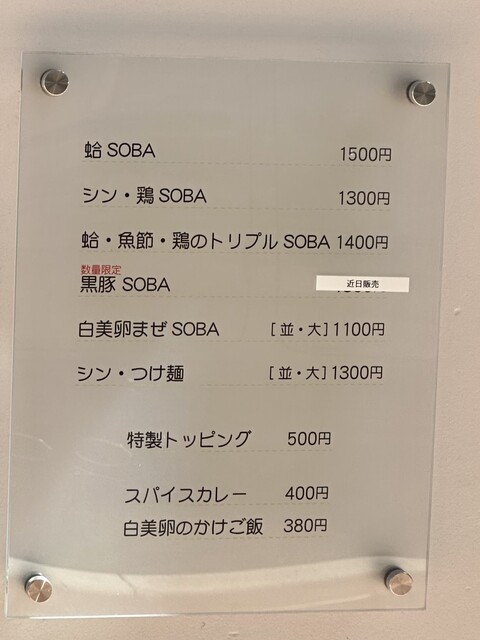 蛤 SOBA 1500円
シン・鶏 SOBA 1300円
蛤・魚節・鶏のトリプル SOBA 1400円
数量限定
黒豚 SOBA 近日販売
白美卵まぜ SOBA [並・大] 1100円
シン・つけ麺 [並・大] 1300円
特製トッピング 500円
スパイスカレー 400円
白美卵のかけご飯 380円